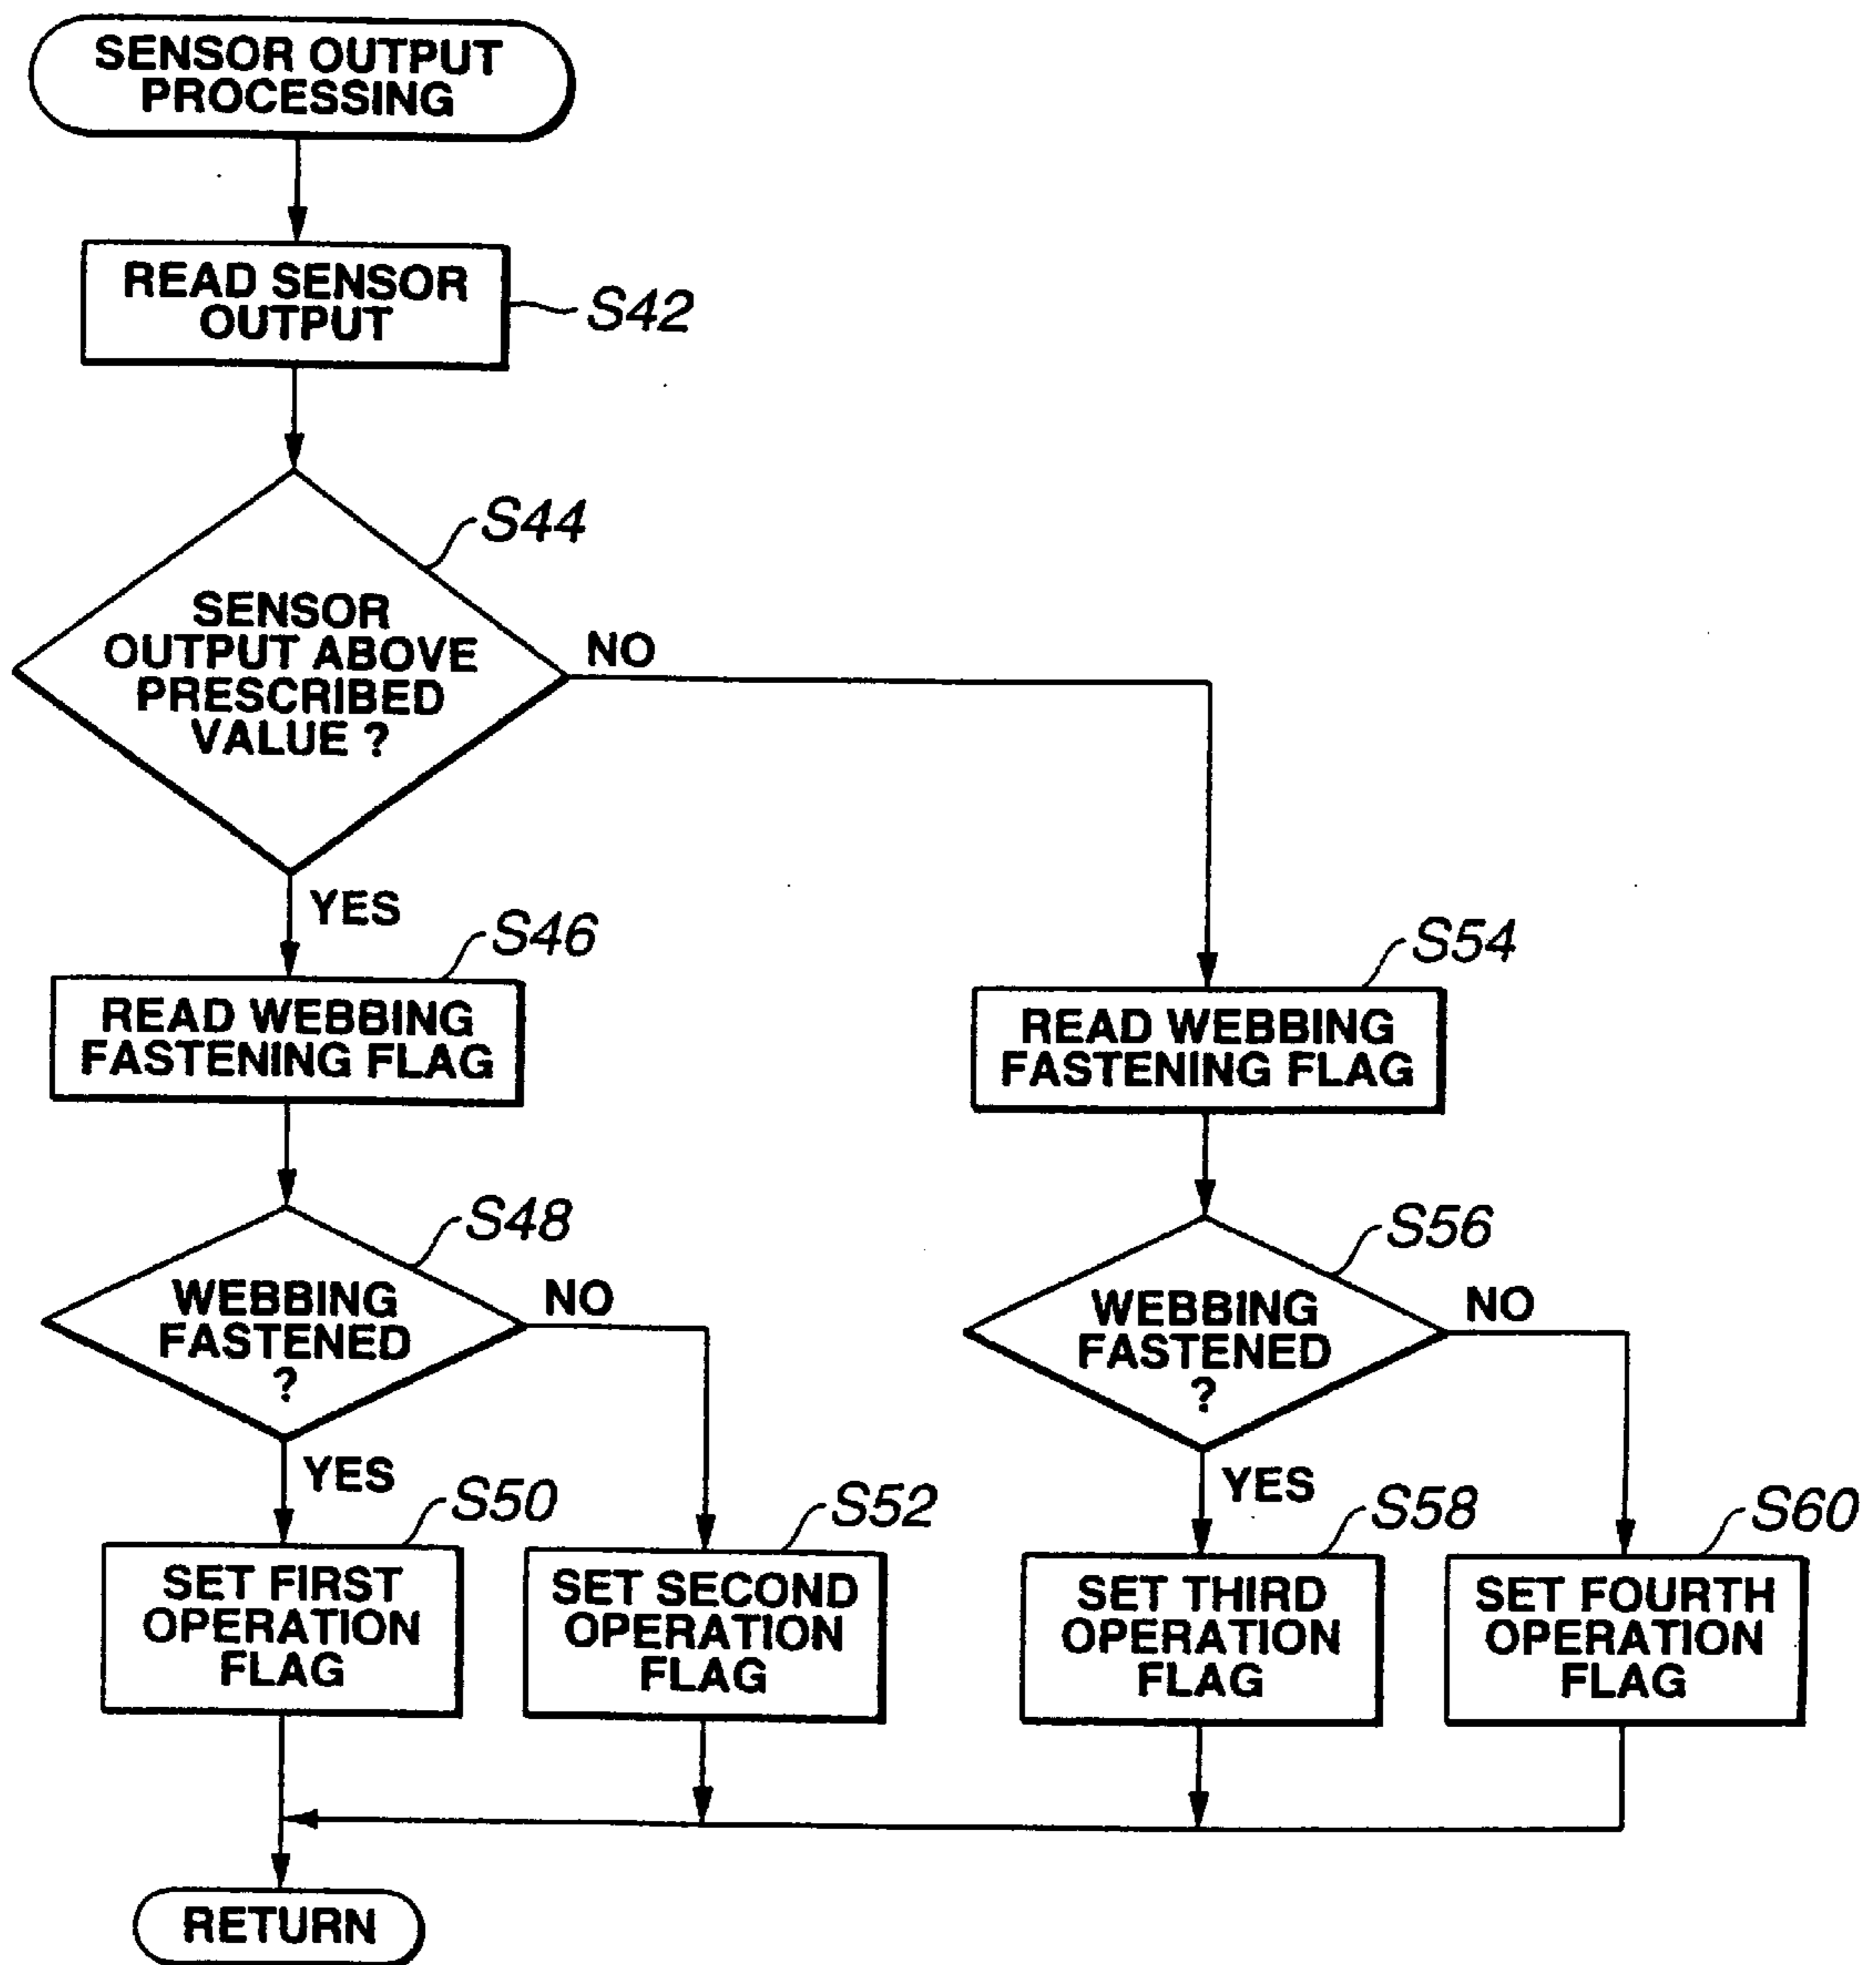 SENSOR OUTPUT
PROCESSING
READ SENSOR
OUTPUT
S42
S44
SENSOR
OUTPUT ABOVE
PRESCRIBED
VALUE ?
NO
YES
S46
READ WEBBING
FASTENING FLAG
S54
READ WEBBING
FASTENING FLAG
S48
WEBBING
FASTENED
?
NO
YES
S56
WEBBING
FASTENED
?
NO
YES
S50
SET FIRST
OPERATION
FLAG
S52
SET SECOND
OPERATION
FLAG
S58
SET THIRD
OPERATION
FLAG
S60
SET FOURTH
OPERATION
FLAG
RETURN